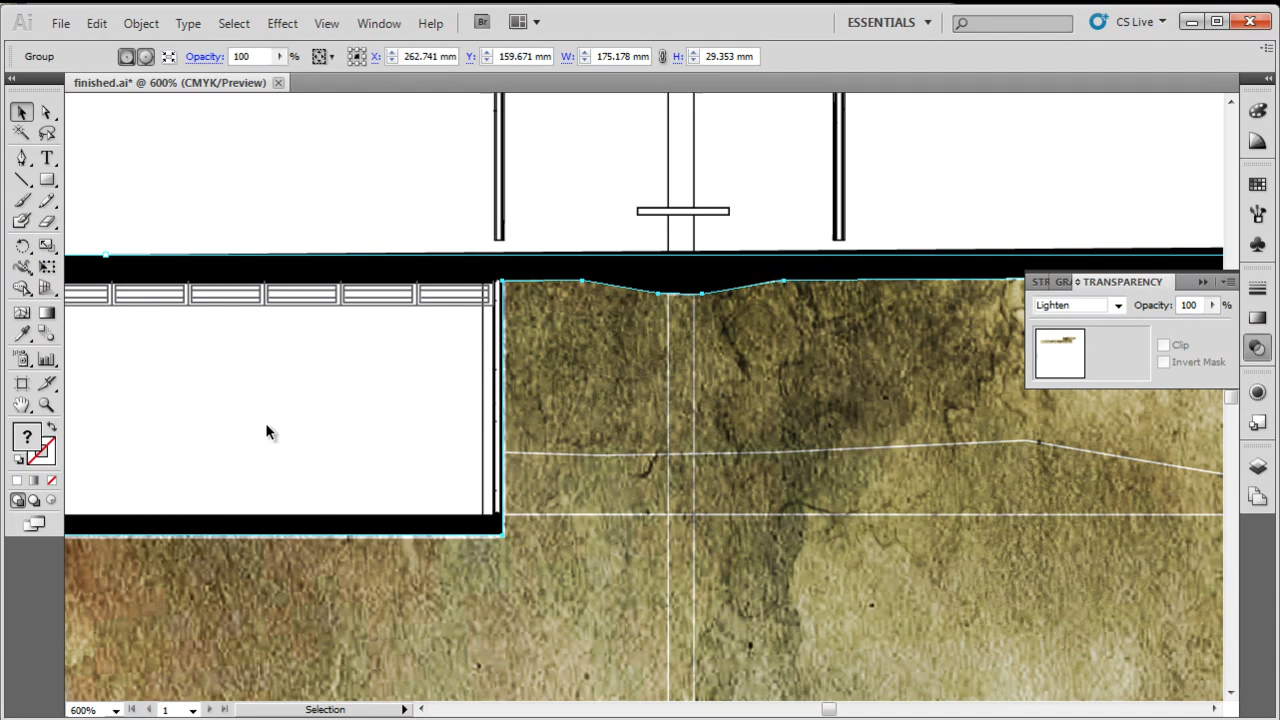 Ai File Edit Object Type Select Effect View Window Help Br ESSENTIALS CS Live
Group Opacity: 100 % X: 262.741 mm Y: 159.671 mm W: 175.178 mm H: 29.353 mm
finished.ai* @ 600% (CMYK/Preview)
STR GRA TRANSPARENCY
Lighten Opacity: 100 %
Clip
Invert Mask
?
600% 1 Selection